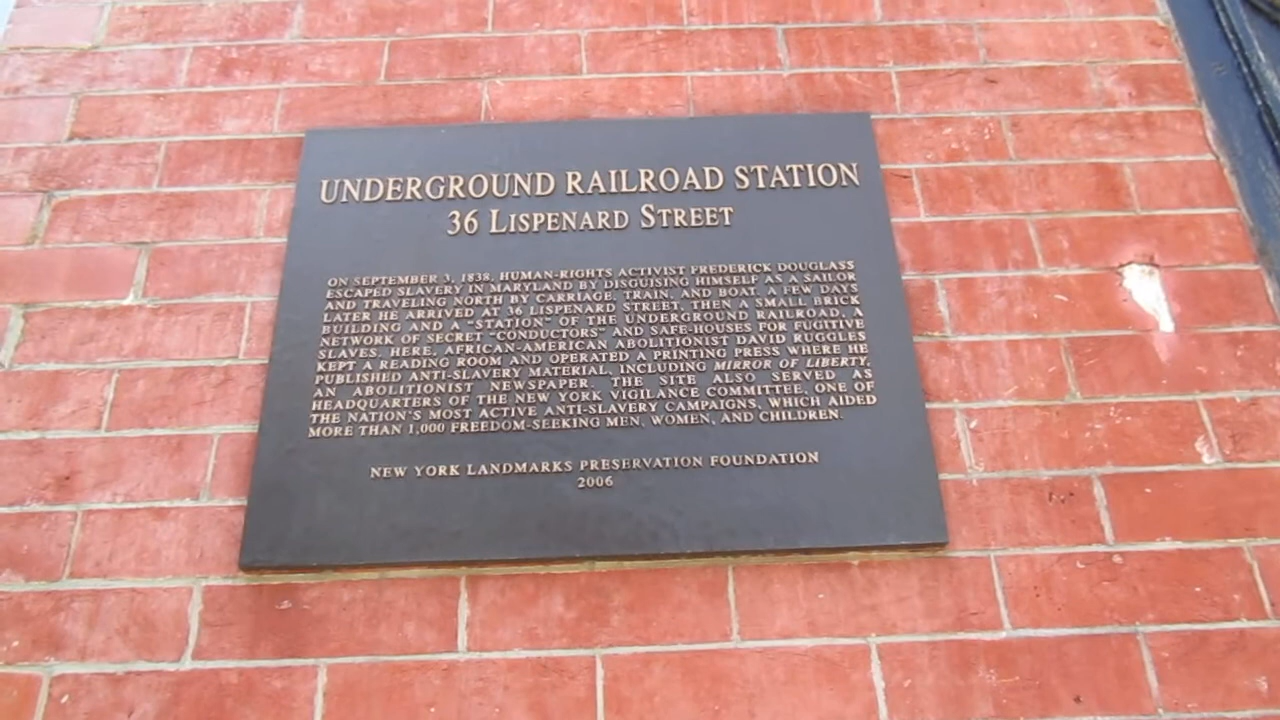 UNDERGROUND RAILROAD STATION
36 LISPENARD STREET
ON SEPTEMBER 3, 1838, HUMAN-RIGHTS ACTIVIST FREDERICK DOUGLASS
ESCAPED SLAVERY IN MARYLAND BY DISGUISING HIMSELF AS A SAILOR
AND TRAVELING NORTH BY CARRIAGE, TRAIN, AND BOAT. A FEW DAYS
LATER HE ARRIVED AT 36 LISPENARD STREET, THEN A SMALL BRICK
BUILDING AND A "STATION" OF THE UNDERGROUND RAILROAD, A
NETWORK OF SECRET "CONDUCTORS" AND SAFE-HOUSES FOR FUGITIVE
SLAVES. HERE, AFRICAN-AMERICAN ABOLITIONIST DAVID RUGGLES
KEPT A READING ROOM AND OPERATED A PRINTING PRESS WHERE HE
PUBLISHED ANTI-SLAVERY MATERIAL, INCLUDING MIRROR OF LIBERTY,
AN ABOLITIONIST NEWSPAPER. THE SITE ALSO SERVED AS
HEADQUARTERS OF THE NEW YORK VIGILANCE COMMITTEE, ONE OF
THE NATION'S MOST ACTIVE ANTI-SLAVERY CAMPAIGNS, WHICH AIDED
MORE THAN 1,000 FREEDOM-SEEKING MEN, WOMEN, AND CHILDREN.
NEW YORK LANDMARKS PRESERVATION FOUNDATION
2006